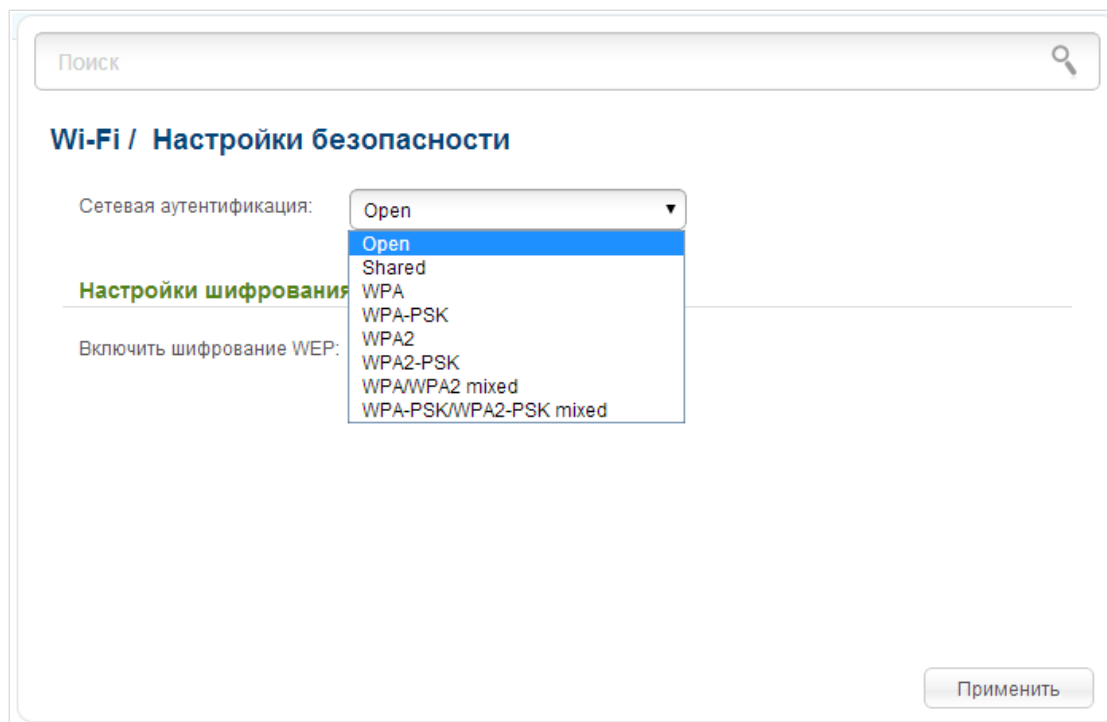 Поиск
Wi-Fi / Настройки безопасности
Сетевая аутентификация:
Open
Open
Shared
WPA
WPA-PSK
WPA2
WPA2-PSK
WPA/WPA2 mixed
WPA-PSK/WPA2-PSK mixed
Настройки шифрования
Включить шифрование WEP:
Применить